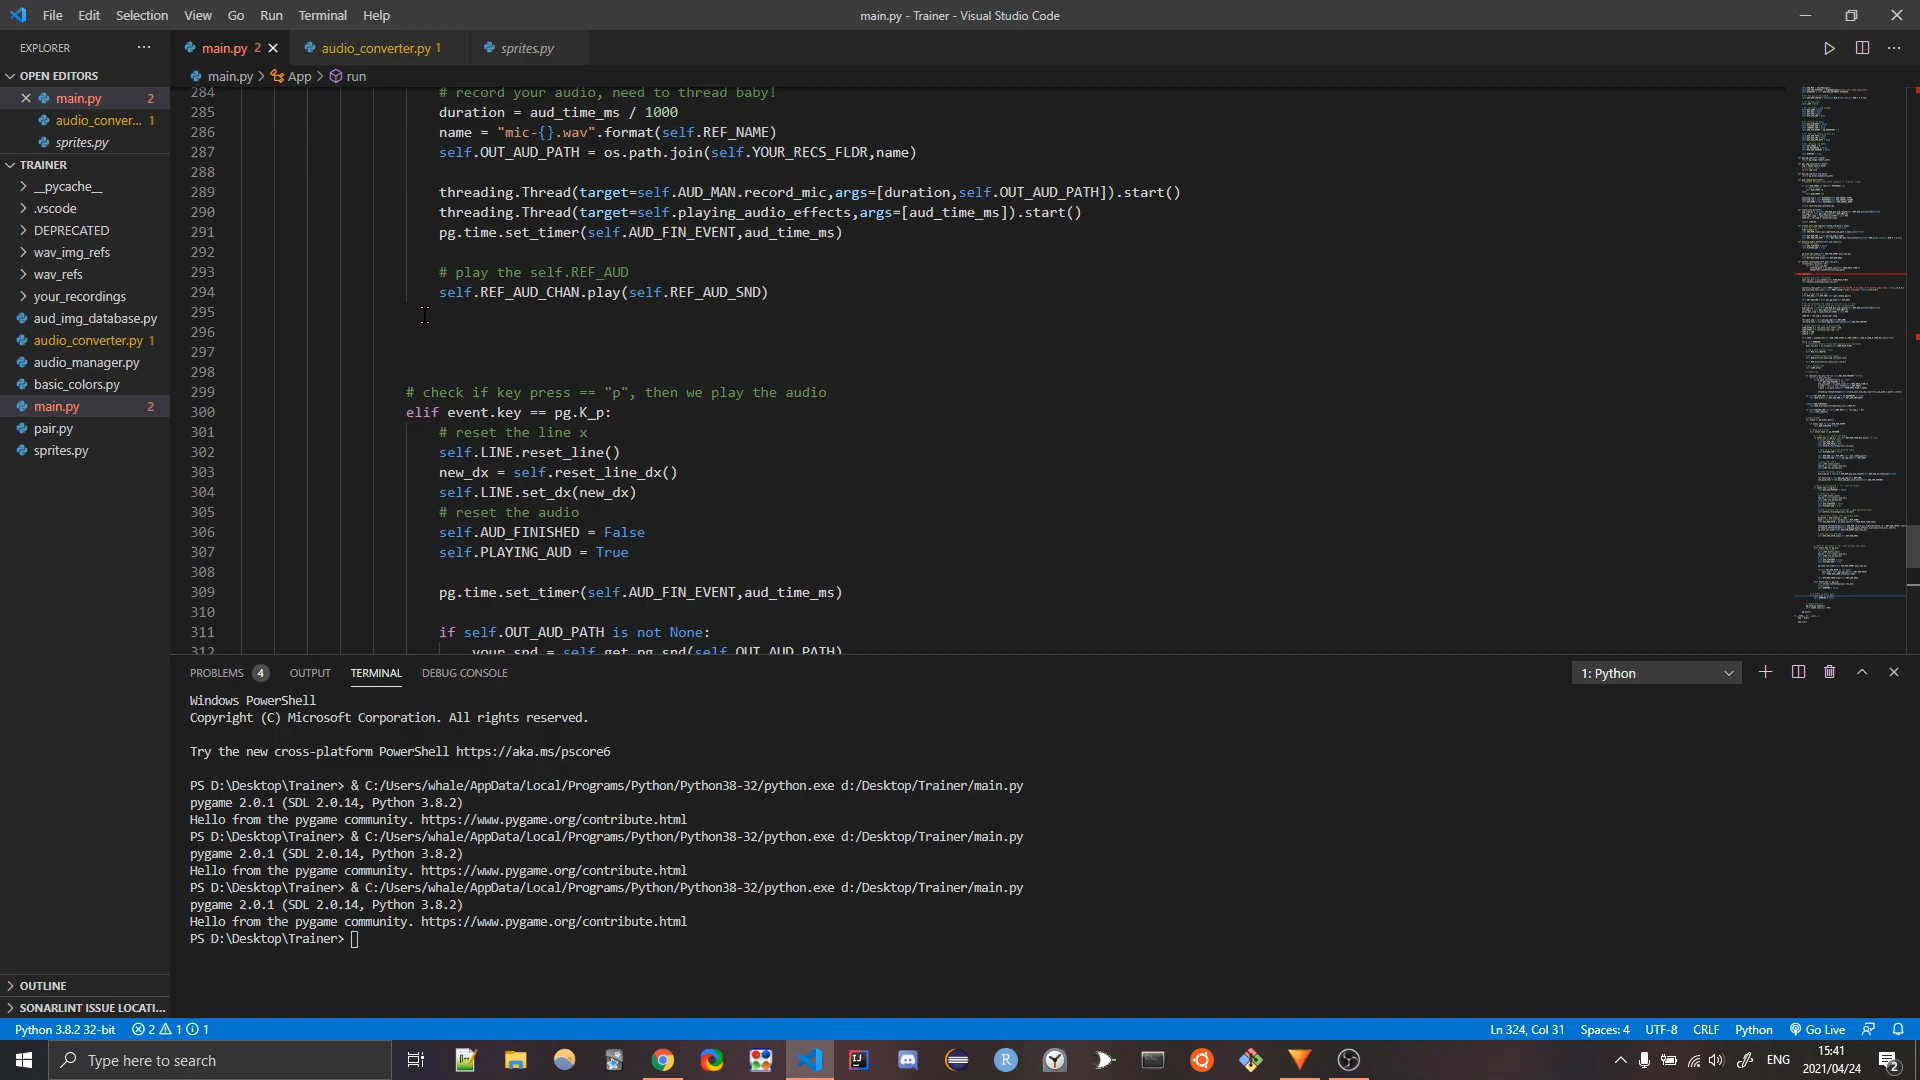 File Edit Selection View Go Run Terminal Help
main.py - Trainer - Visual Studio Code
EXPLORER
main.py 2
audio_converter.py 1
sprites.py
OPEN EDITORS
main.py > App > run
main.py 2
audio_conver... 1
sprites.py
TRAINER
__pycache__
.vscode
DEPRECATED
wav_img_refs
wav_refs
your_recordings
aud_img_database.py
audio_converter.py 1
audio_manager.py
basic_colors.py
main.py 2
pair.py
sprites.py
OUTLINE
SONARLINT ISSUE LOCATI...
284 # record your audio, need to thread baby!
285 duration = aud_time_ms / 1000
286 name = "mic-{}.wav".format(self.REF_NAME)
287 self.OUT_AUD_PATH = os.path.join(self.YOUR_RECS_FLDR,name)
288
289 threading.Thread(target=self.AUD_MAN.record_mic,args=[duration,self.OUT_AUD_PATH]).start()
290 threading.Thread(target=self.playing_audio_effects,args=[aud_time_ms]).start()
291 pg.time.set_timer(self.AUD_FIN_EVENT,aud_time_ms)
292
293 # play the self.REF_AUD
294 self.REF_AUD_CHAN.play(self.REF_AUD_SND)
295
296
297
298
299 # check if key press == "p", then we play the audio
300 elif event.key == pg.K_p:
301 # reset the line x
302 self.LINE.reset_line()
303 new_dx = self.reset_line_dx()
304 self.LINE.set_dx(new_dx)
305 # reset the audio
306 self.AUD_FINISHED = False
307 self.PLAYING_AUD = True
308
309 pg.time.set_timer(self.AUD_FIN_EVENT,aud_time_ms)
310
311 if self.OUT_AUD_PATH is not None:
312 your_snd = self.get_pg_snd(self.OUT_AUD_PATH)
PROBLEMS 4 OUTPUT TERMINAL DEBUG CONSOLE
1: Python
Windows PowerShell
Copyright (C) Microsoft Corporation. All rights reserved.
Try the new cross-platform PowerShell https://aka.ms/pscore6
PS D:\Desktop\Trainer> & C:/Users/whale/AppData/Local/Programs/Python/Python38-32/python.exe d:/Desktop/Trainer/main.py
pygame 2.0.1 (SDL 2.0.14, Python 3.8.2)
Hello from the pygame community. https://www.pygame.org/contribute.html
PS D:\Desktop\Trainer> & C:/Users/whale/AppData/Local/Programs/Python/Python38-32/python.exe d:/Desktop/Trainer/main.py
pygame 2.0.1 (SDL 2.0.14, Python 3.8.2)
Hello from the pygame community. https://www.pygame.org/contribute.html
PS D:\Desktop\Trainer> & C:/Users/whale/AppData/Local/Programs/Python/Python38-32/python.exe d:/Desktop/Trainer/main.py
pygame 2.0.1 (SDL 2.0.14, Python 3.8.2)
Hello from the pygame community. https://www.pygame.org/contribute.html
PS D:\Desktop\Trainer>
Python 3.8.2 32-bit 2 1 1
Ln 324, Col 31 Spaces: 4 UTF-8 CRLF Python Go Live
Type here to search
ENG
15:41
2021/04/24
2